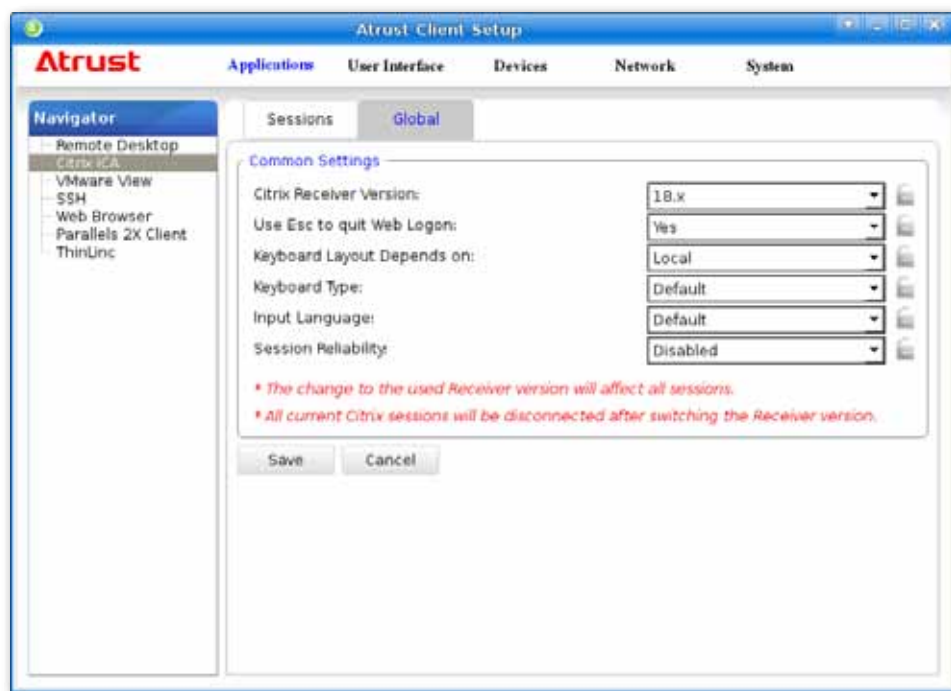 Atrust Client Setup
Atrust
Applications User Interface Devices Network System
Navigator
Remote Desktop
Citrix ICA
VMware View
SSH
Web Browser
Parallels 2X Client
ThinLinc
Sessions Global
Common Settings
Citrix Receiver Version: 18.x
Use Esc to quit Web Logon: Yes
Keyboard Layout Depends on: Local
Keyboard Type: Default
Input Language: Default
Session Reliability: Disabled
* The change to the used Receiver version will affect all sessions.
* All current Citrix sessions will be disconnected after switching the Receiver version.
Save Cancel